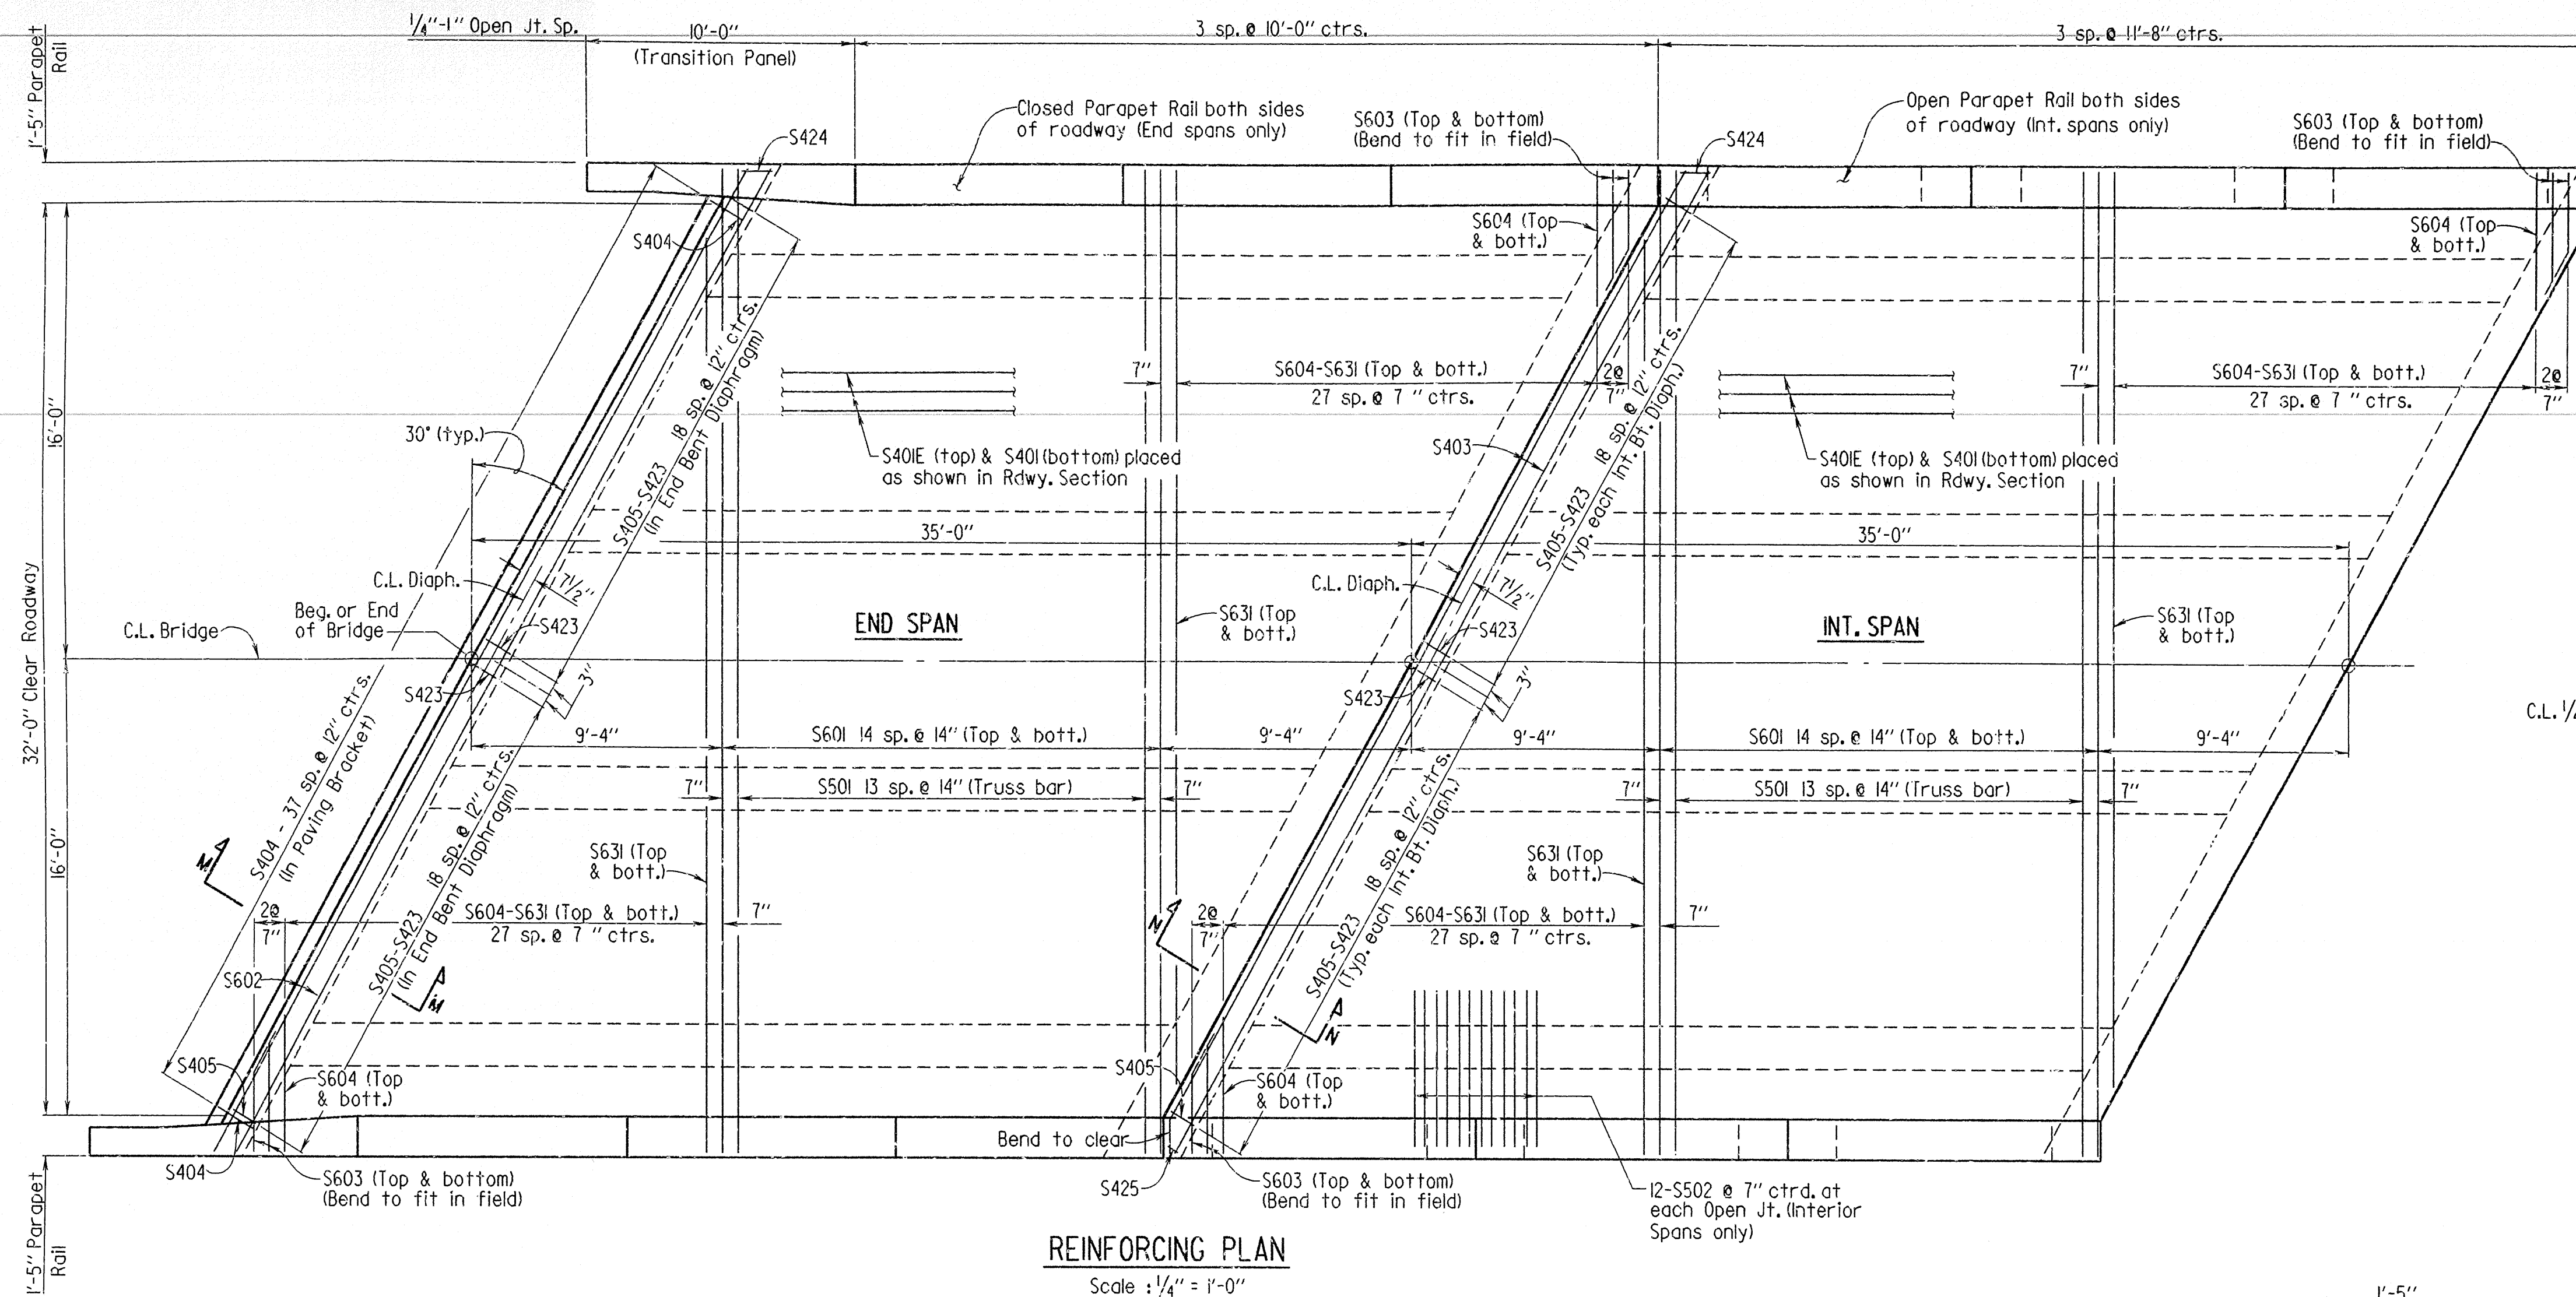 1/4"-1" Open Jt. Sp.
10'-0"
(Transition Panel)
3 sp. @ 10'-0" ctrs.
3 sp. @ 11'-8" ctrs.
1'-5" Parapet
Rail
Closed Parapet Rail both sides
of roadway (End spans only)
S603 (Top & bottom)
(Bend to fit in field)
S424
S424
Open Parapet Rail both sides
of roadway (Int. spans only)
S603 (Top & bottom)
(Bend to fit in field)
S404
S604 (Top
& bott.)
S604 (Top
& bott.)
7"
S604-S631 (Top & bott.)
27 sp. @ 7" ctrs.
2@
7"
7"
S604-S631 (Top & bott.)
27 sp. @ 7" ctrs.
2@
7"
16'-0"
30° (typ.)
S405-S423 18 sp. @ 12" ctrs.
(In End Bent Diaphragm)
S401E (top) & S401 (bottom) placed
as shown in Rdwy. Section
S403
S405-S423 18 sp. @ 12" ctrs.
(Typ. each Int. Bt. Diaph.)
S401E (top) & S401 (bottom) placed
as shown in Rdwy. Section
35'-0"
35'-0"
32'-0" Clear Roadway
C.L. Diaph.
7 1/2"
C.L. Diaph.
7 1/2"
Beg. or End
of Bridge
C.L. Bridge
S423
END SPAN
S631 (Top
& bott.)
S423
INT. SPAN
S631 (Top
& bott.)
S423
3"
S423
3"
C.L. 1/
9'-4"
S601 14 sp. @ 14" (Top & bott.)
9'-4"
9'-4"
S601 14 sp. @ 14" (Top & bott.)
9'-4"
7"
S501 13 sp. @ 14" (Truss bar)
7"
7"
S501 13 sp. @ 14" (Truss bar)
7"
S404 - 37 sp. @ 12" ctrs.
(In Paving Bracket)
16'-0"
M
S631 (Top
& bott.)
S631 (Top
& bott.)
2@
7"
S604-S631 (Top & bott.)
27 sp. @ 7" ctrs.
7"
N
2@
7"
S604-S631 (Top & bott.)
27 sp. @ 7" ctrs.
7"
S405-S423 18 sp. @ 12" ctrs.
(In End Bent Diaphragm)
S405-S423 18 sp. @ 12" ctrs.
(Typ. each Int. Bt. Diaph.)
S602
M
N
S405
S604 (Top
& bott.)
S405
S604 (Top
& bott.)
Bend to clear
S404
S603 (Top & bottom)
(Bend to fit in field)
S425
S603 (Top & bottom)
(Bend to fit in field)
12-S502 @ 7" ctrd. at
each Open Jt. (Interior
Spans only)
1'-5" Parapet
Rail
REINFORCING PLAN
Scale : 1/4" = 1'-0"
1'-5"